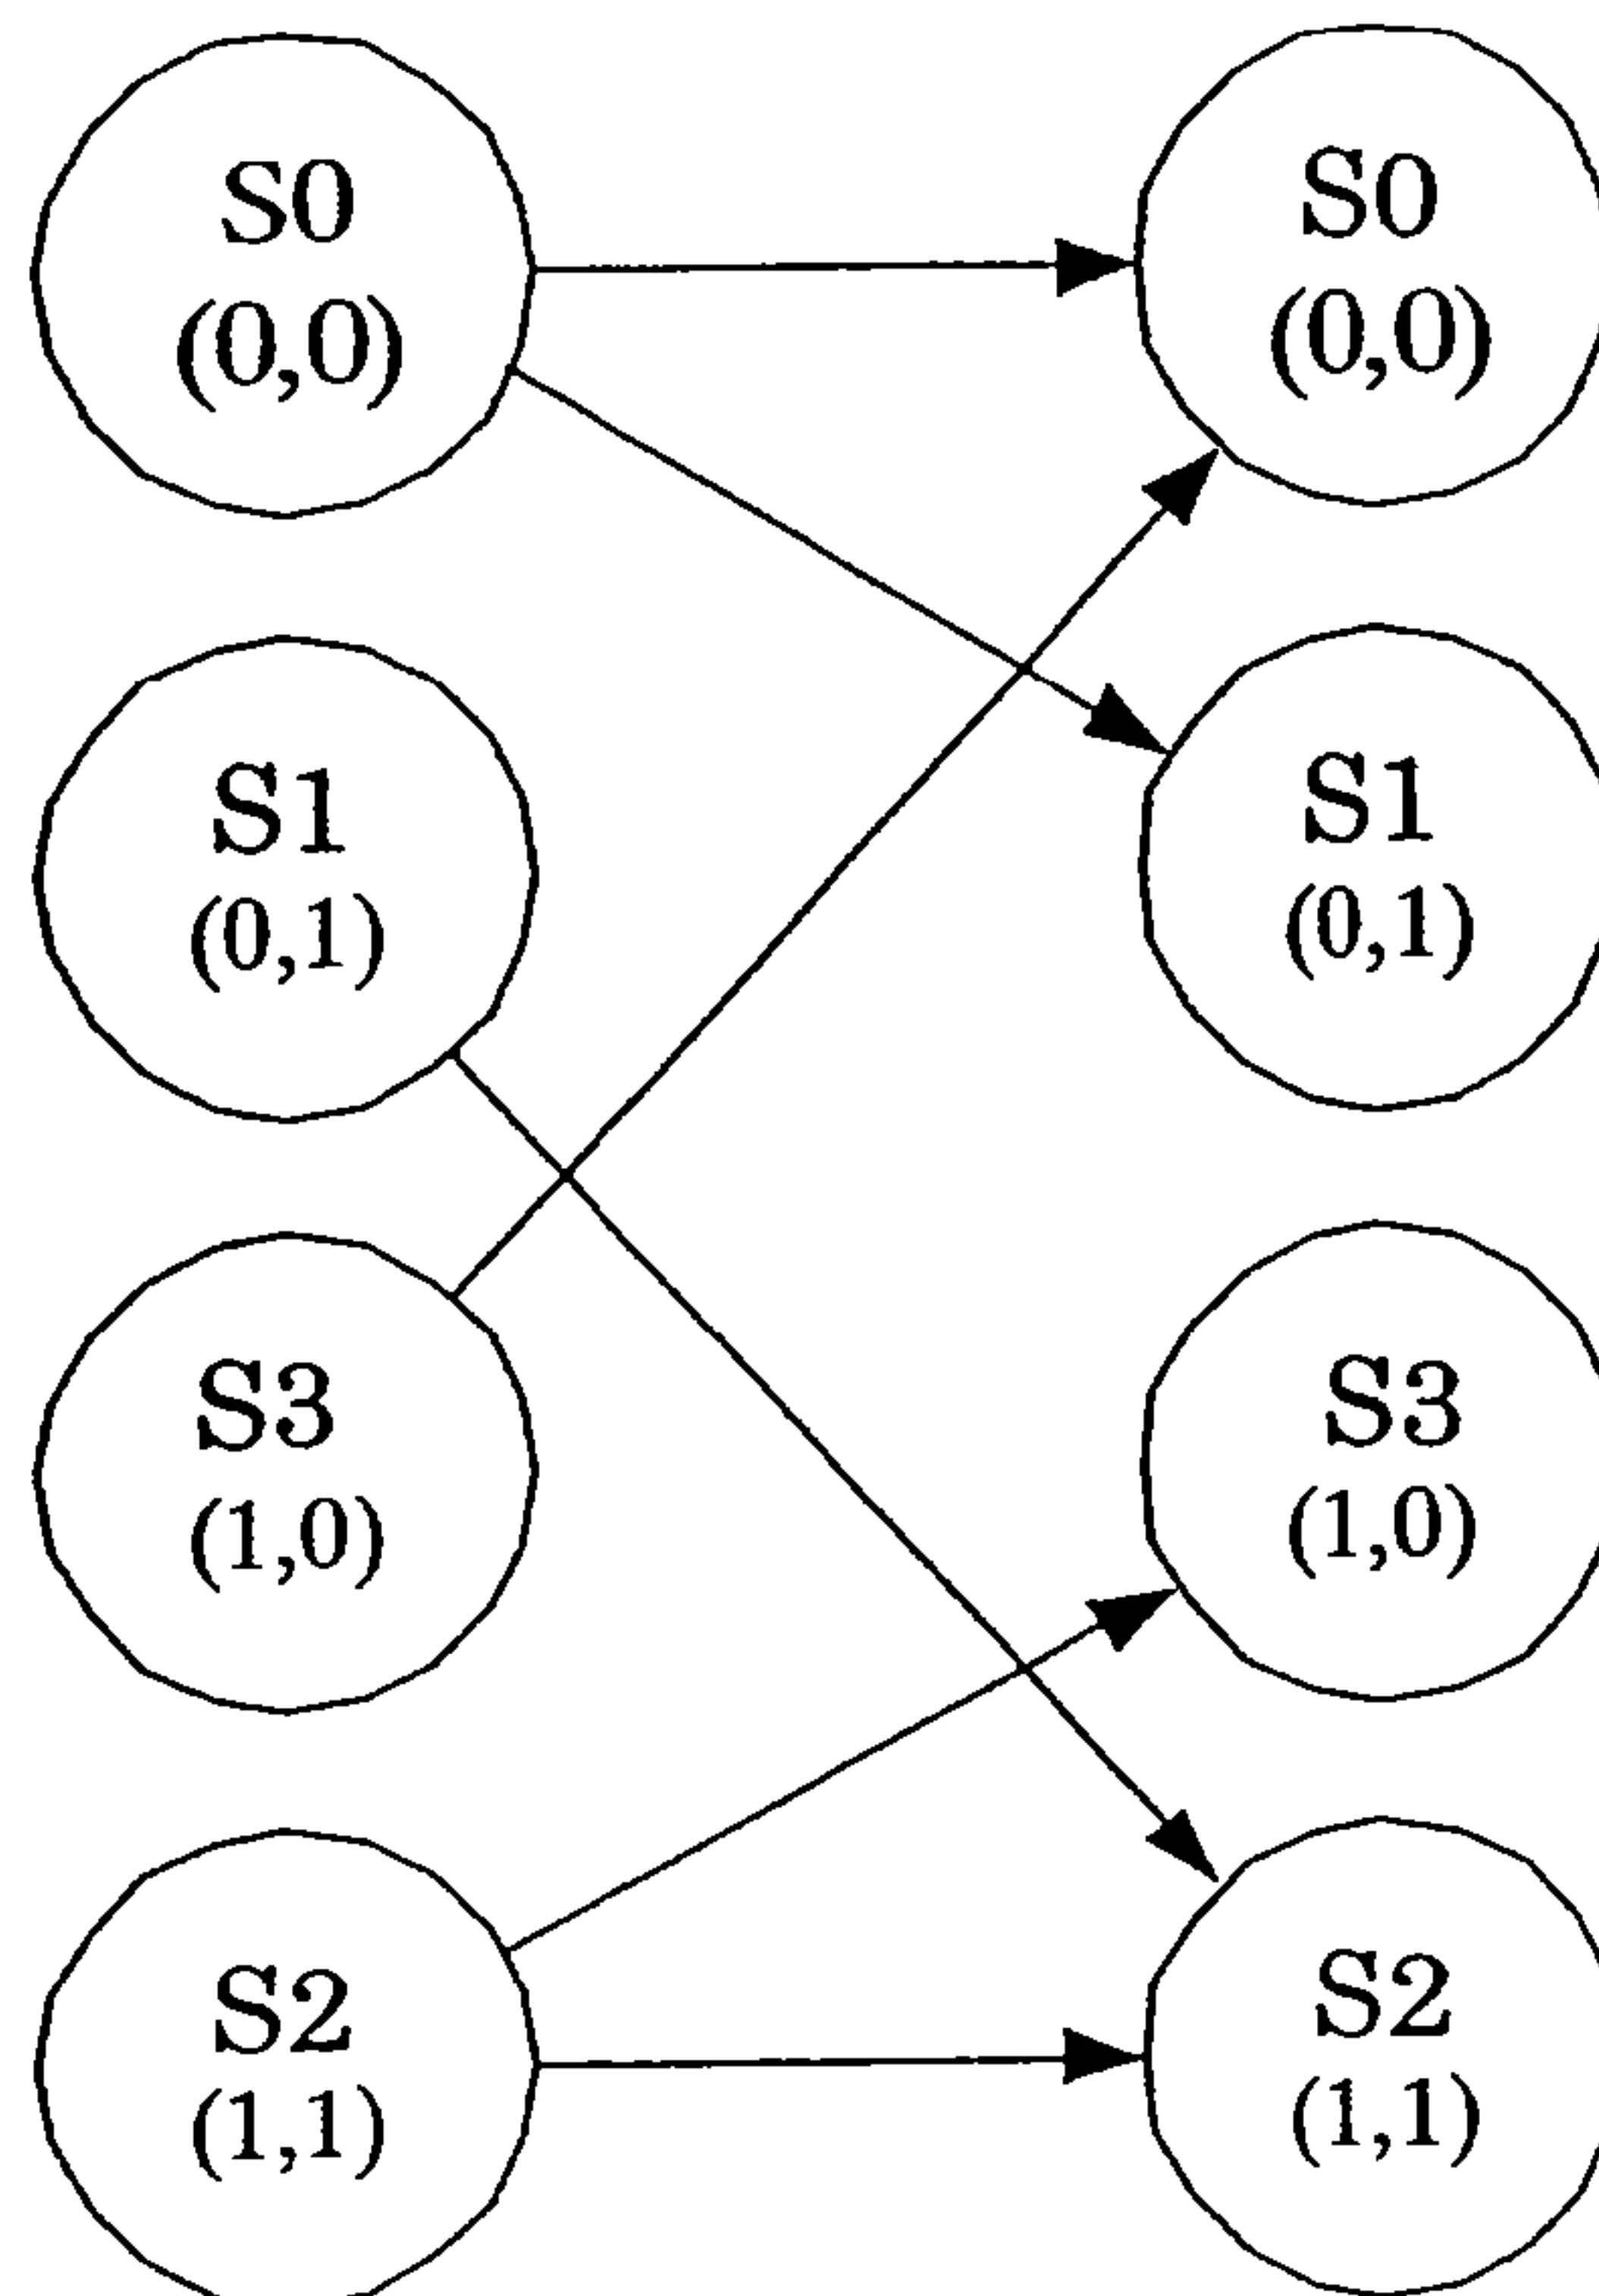 S0
(0,0)
S0
(0,0)
S1
(0,1)
S1
(0,1)
S3
(1,0)
S3
(1,0)
S2
(1,1)
S2
(1,1)